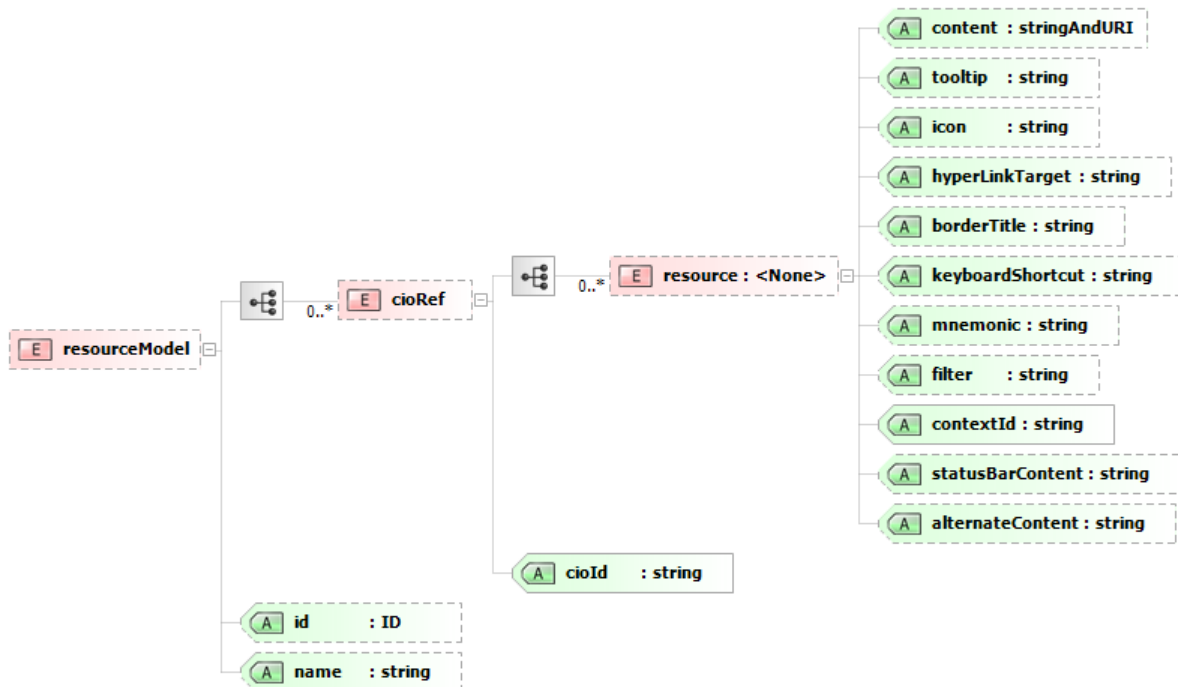 A content : stringAndURI
A tooltip : string
A icon : string
A hyperLinkTarget : string
A borderTitle : string
0..* E resource : <None>
A keyboardShortcut : string
0..* E cioRef
A mnemonic : string
E resourceModel
A filter : string
A contextId : string
A statusBarContent : string
A alternateContent : string
A cioId : string
A id : ID
A name : string